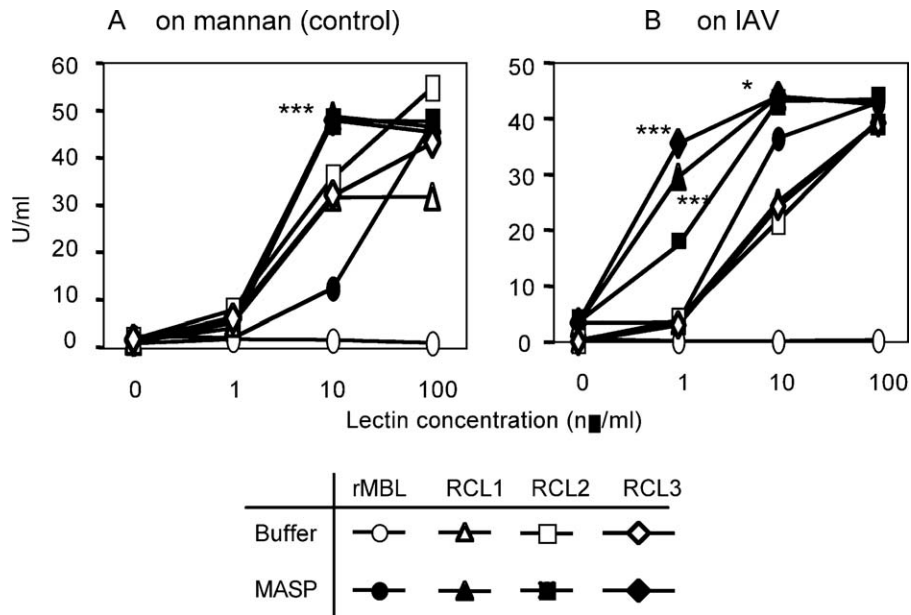 A on mannan (control)
B on IAV
U/ml
60
50
40
30
20
10
0
***
0 1 10 100
50
40
30
20
10
0
***
***
*
0 1 10 100
Lectin concentration (n■/ml)
rMBL RCL1 RCL2 RCL3
Buffer
MASP